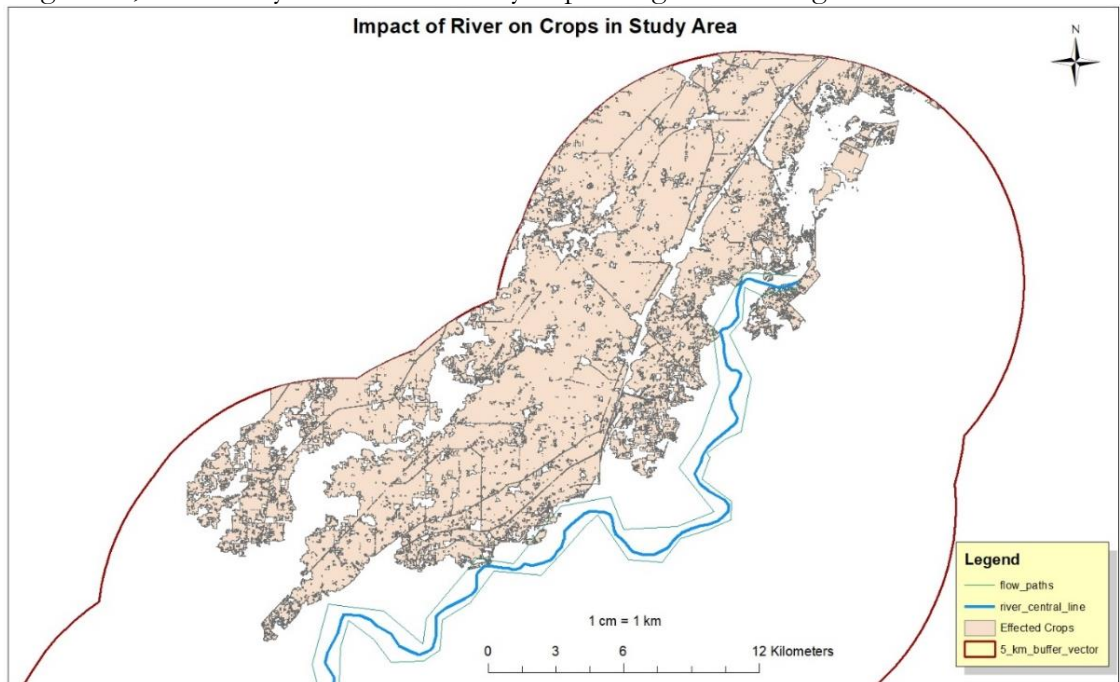 Impact of River on Crops in Study Area
N
Legend
flow_paths
river_central_line
Effected Crops
5_km_buffer_vector
1 cm = 1 km
0 3 6 12 Kilometers